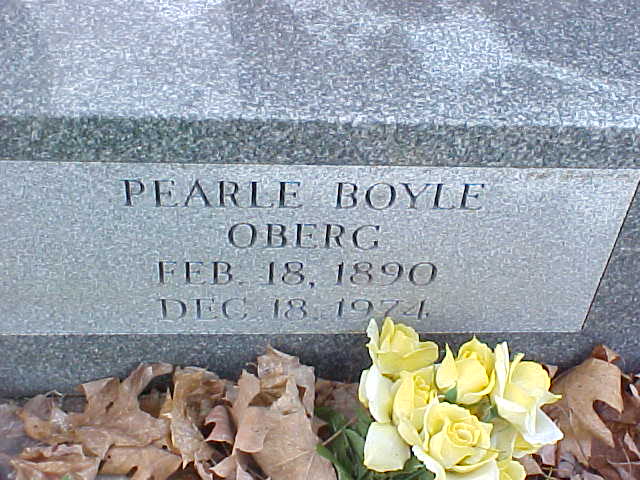 PEARLE BOYLE
OBERG
FEB. 18, 1890
DEC. 18, 1974